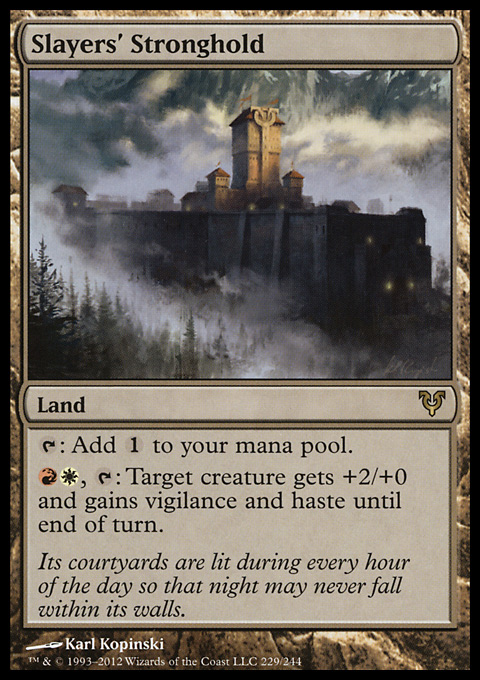 Slayers' Stronghold
Land
: Add 1 to your mana pool.
, : Target creature gets +2/+0
and gains vigilance and haste until
end of turn.
Its courtyards are lit during every hour
of the day so that night may never fall
within its walls.
Karl Kopinski
™ & © 1993–2012 Wizards of the Coast LLC 229/244